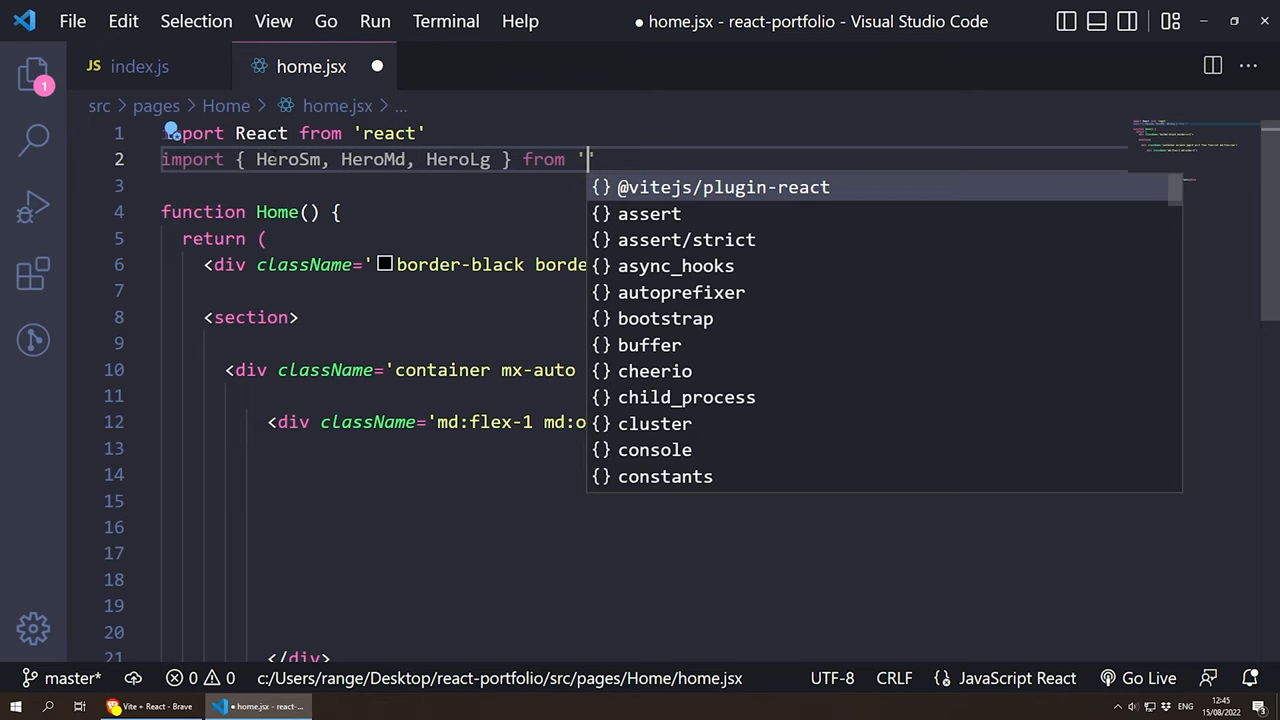 File Edit Selection View Go Run Terminal Help ● home.jsx - react-portfolio - Visual Studio Code
JS index.js home.jsx ●
1
src > pages > Home > home.jsx > ...
1 import React from 'react'
2 import { HeroSm, HeroMd, HeroLg } from ''
3
4 function Home() {
5 return (
6 <div className='border-black borde
7
8 <section>
9
10 <div className='container mx-auto
11
12 <div className='md:flex-1 md:o
13
14
15
16
17
18
19
20
21 </div>
{} @vitejs/plugin-react
{} assert
{} assert/strict
{} async_hooks
{} autoprefixer
{} bootstrap
{} buffer
{} cheerio
{} child_process
{} cluster
{} console
{} constants
master* 0 0 c:/Users/range/Desktop/react-portfolio/src/pages/Home/home.jsx UTF-8 CRLF {} JavaScript React Go Live
Vite + React - Brave ● home.jsx - react-... ENG 12:45
15/08/2022 3